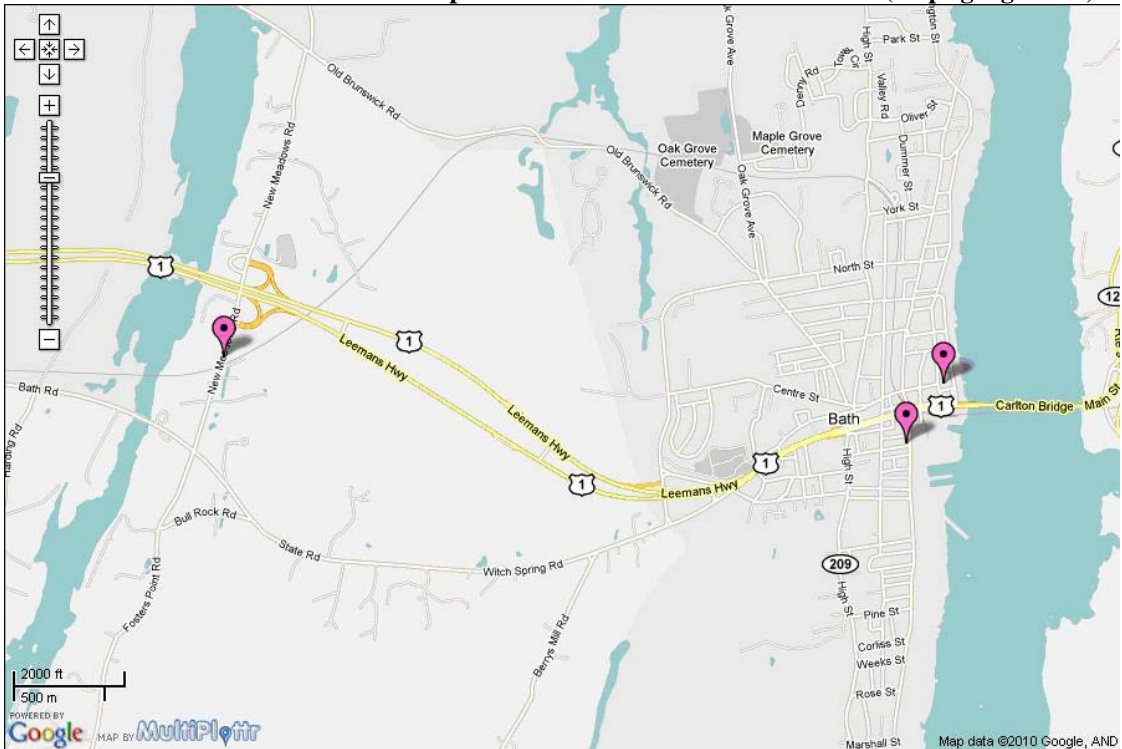 Old Brunswick Rd
New Meadows Rd
Oak Grove Ave
High St
Park St
Town Cir
Denny Rd
Valley Rd
Oliver St
Dummer St
Maple Grove
Cemetery
Oak Grove
Cemetery
Old Brunswick Rd
Oak Grove Ave
York St
North St
1
12
New Meadows Rd
1
Leemans Hwy
Leemans Hwy
Bath Rd
Harding Rd
Centre St
Bath
1
Carlton Bridge
Main St
1
1
High St
Leemans Hwy
Bull Rock Rd
State Rd
Witch Spring Rd
Fosters Point Rd
Berrys Mill Rd
209
High St
Pine St
Corliss St
Weeks St
Rose St
Marshall St
2000 ft
500 m
POWERED BY
Google MAP BY MultiPlottr
Map data ©2010 Google, AND